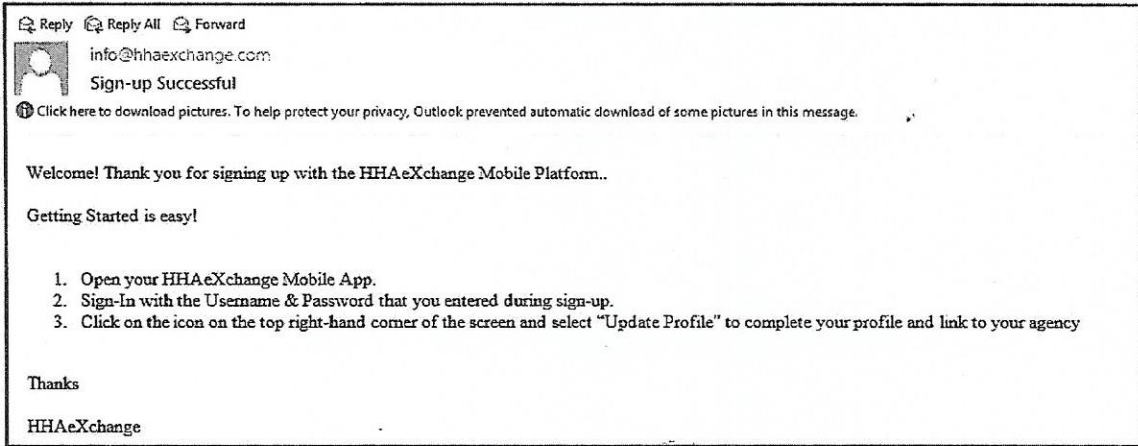 Reply Reply All Forward
info@hhaexchange.com
Sign-up Successful
Click here to download pictures. To help protect your privacy, Outlook prevented automatic download of some pictures in this message.
Welcome! Thank you for signing up with the HHAeXchange Mobile Platform..
Getting Started is easy!
1. Open your HHAeXchange Mobile App.
2. Sign-In with the Username & Password that you entered during sign-up.
3. Click on the icon on the top right-hand corner of the screen and select “Update Profile” to complete your profile and link to your agency
Thanks
HHAeXchange